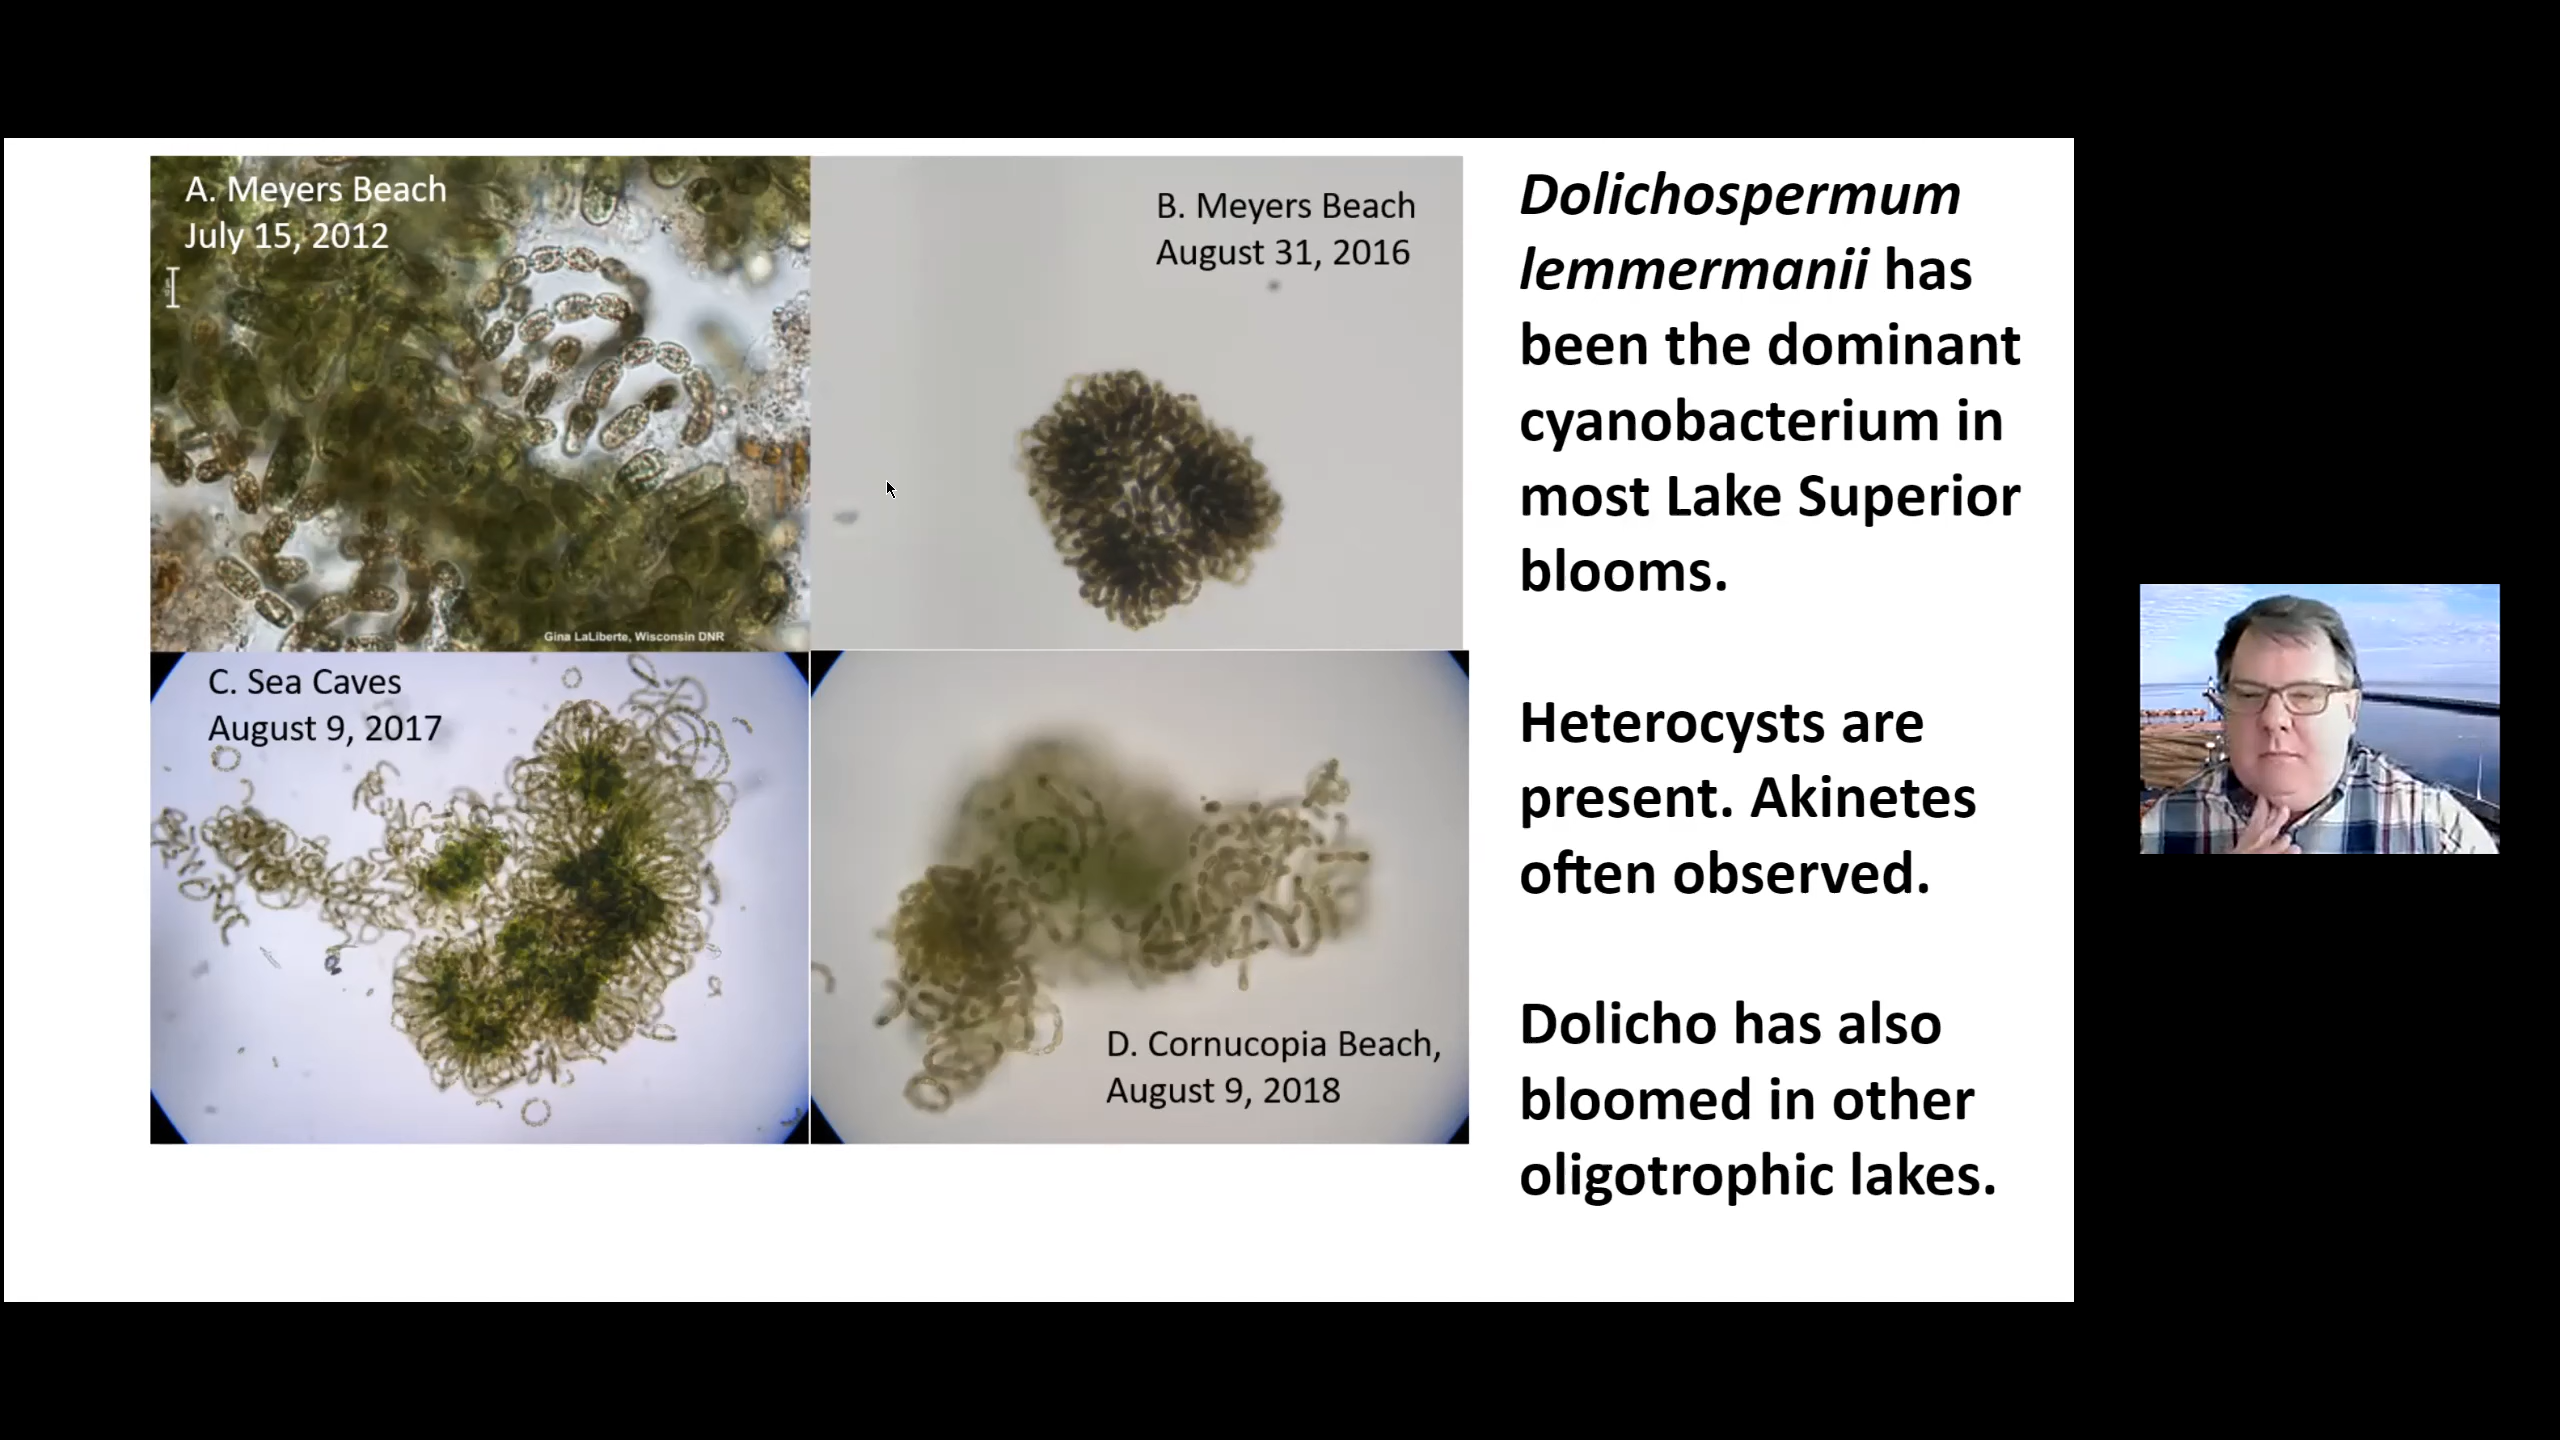 A. Meyers Beach
July 15, 2012
B. Meyers Beach
August 31, 2016
Gina LaLiberte, Wisconsin DNR
C. Sea Caves
August 9, 2017
D. Cornucopia Beach,
August 9, 2018
Dolichospermum
lemmermanii has
been the dominant
cyanobacterium in
most Lake Superior
blooms.
Heterocysts are
present. Akinetes
often observed.
Dolicho has also
bloomed in other
oligotrophic lakes.